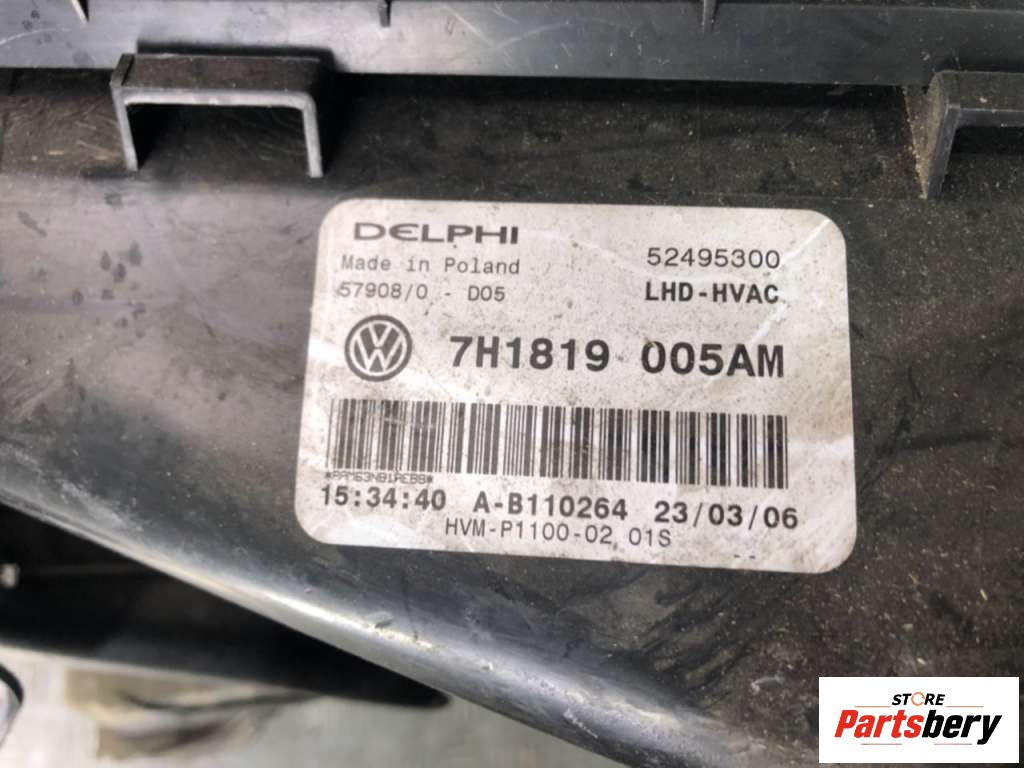 DELPHI
Made in Poland 52495300
57908/0 - D05 LHD-HVAC
7H1819 005AM
15:34:40 A-B110264 23/03/06
HVM-P1100-02 01S
STORE
Partsbery